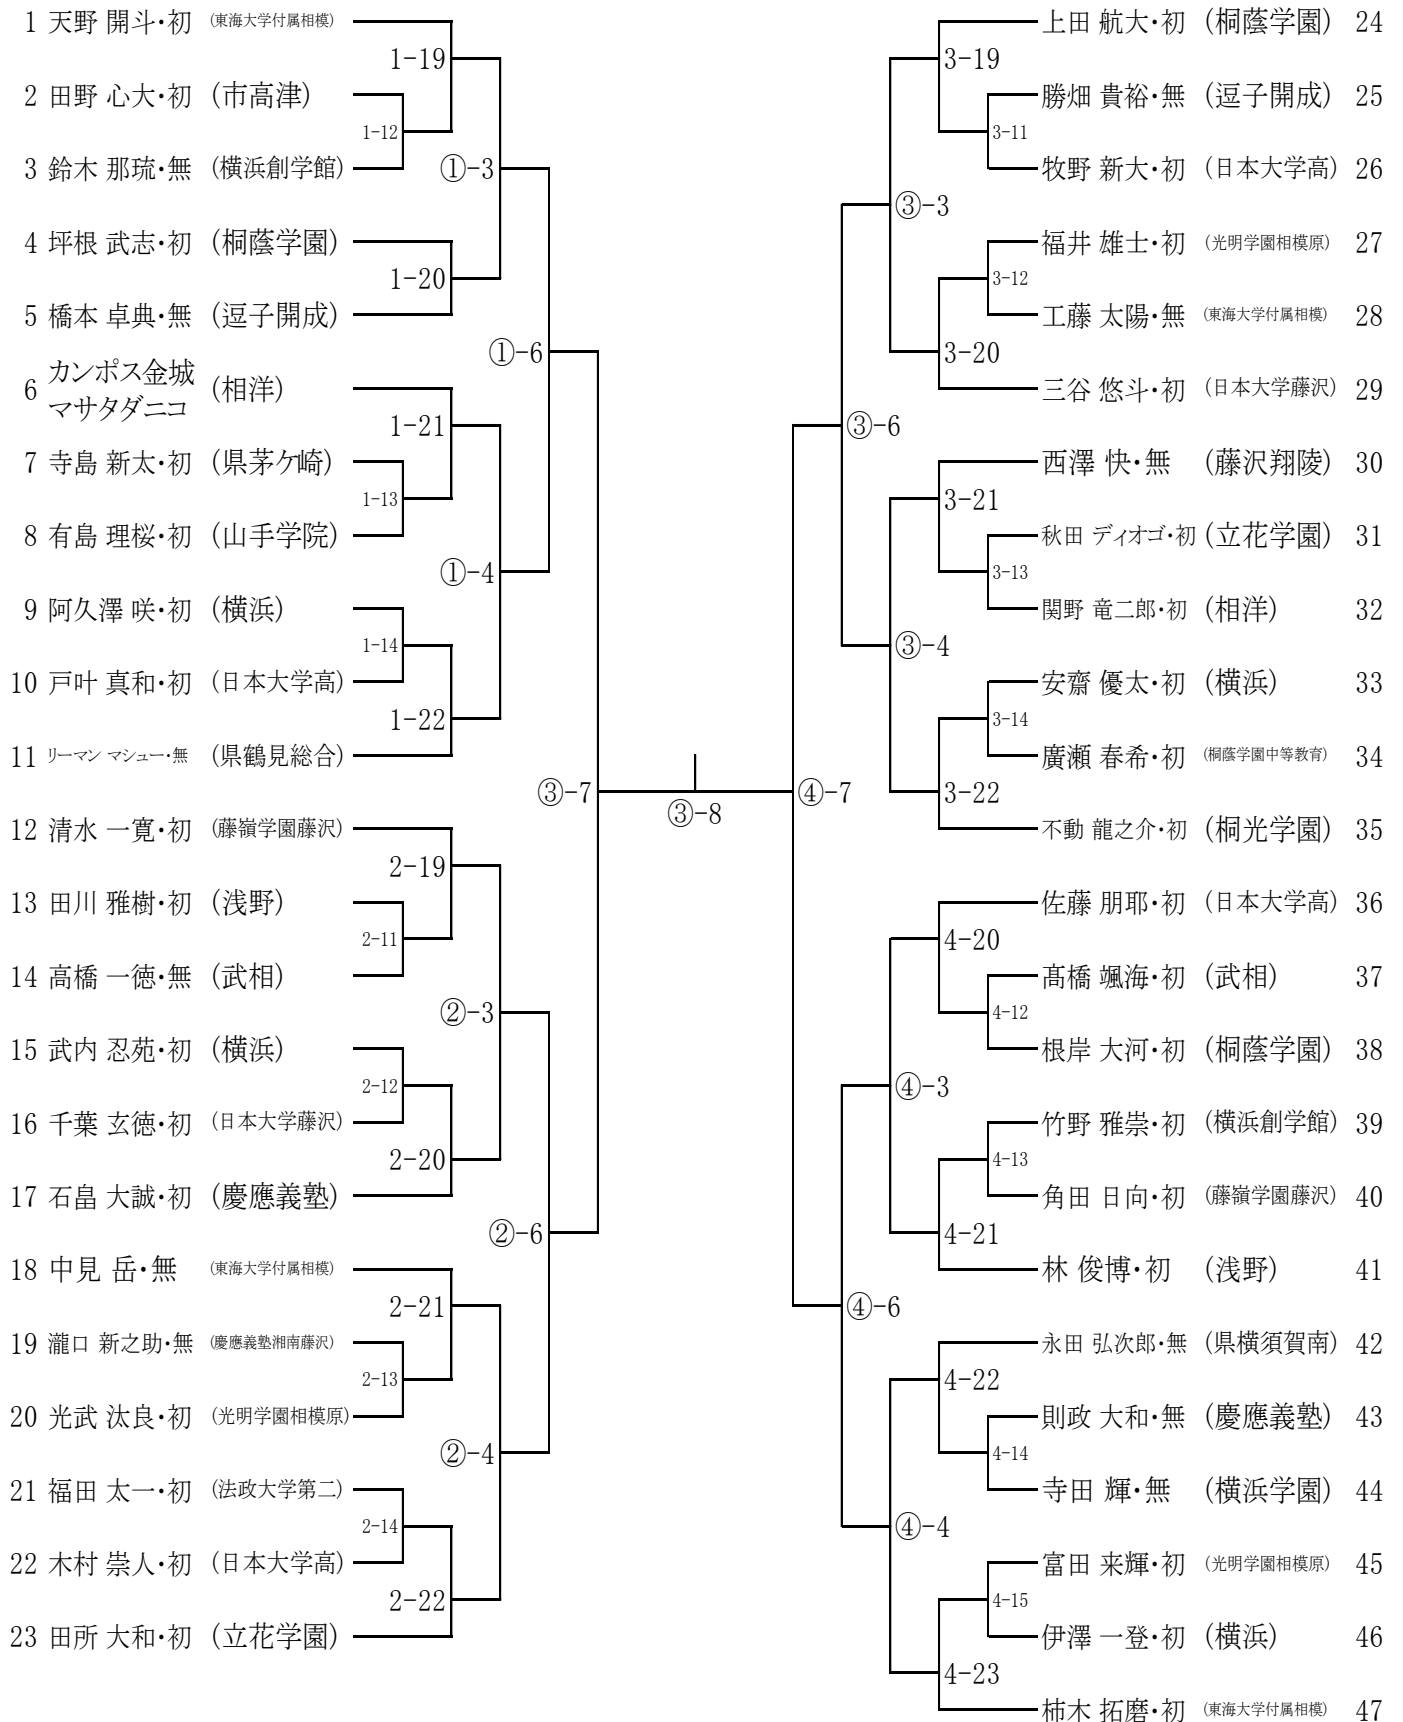 1 天野 開斗・初 (東海大学付属相模)
1-19
2 田野 心大・初 (市高津)
1-12
3 鈴木 那琉・無 (横浜創学館)
①-3
4 坪根 武志・初 (桐蔭学園)
1-20
5 橋本 卓典・無 (逗子開成)
①-6
6 カンポス金城 (相洋)
マサタダニコ
1-21
7 寺島 新太・初 (県茅ケ崎)
1-13
8 有島 理桜・初 (山手学院)
①-4
9 阿久澤 咲・初 (横浜)
1-14
10 戸叶 真和・初 (日本大学高)
1-22
11 リーマン マシュー・無 (県鶴見総合)
③-7
12 清水 一寛・初 (藤嶺学園藤沢)
2-19
13 田川 雅樹・初 (浅野)
2-11
14 高橋 一徳・無 (武相)
②-3
15 武内 忍苑・初 (横浜)
2-12
16 千葉 玄徳・初 (日本大学藤沢)
2-20
17 石畠 大誠・初 (慶應義塾)
②-6
18 中見 岳・無 (東海大学付属相模)
2-21
19 瀧口 新之助・無 (慶應義塾湘南藤沢)
2-13
20 光武 汰良・初 (光明学園相模原)
②-4
21 福田 太一・初 (法政大学第二)
2-14
22 木村 崇人・初 (日本大学高)
2-22
23 田所 大和・初 (立花学園)
③-8
上田 航大・初 (桐蔭学園) 24
3-19
勝畑 貴裕・無 (逗子開成) 25
3-11
牧野 新大・初 (日本大学高) 26
③-3
福井 雄士・初 (光明学園相模原) 27
3-12
工藤 太陽・無 (東海大学付属相模) 28
3-20
三谷 悠斗・初 (日本大学藤沢) 29
③-6
西澤 快・無 (藤沢翔陵) 30
3-21
秋田 ディオゴ・初 (立花学園) 31
3-13
関野 竜二郎・初 (相洋) 32
③-4
安齋 優太・初 (横浜) 33
3-14
廣瀬 春希・初 (桐蔭学園中等教育) 34
3-22
④-7
不動 龍之介・初 (桐光学園) 35
佐藤 朋耶・初 (日本大学高) 36
4-20
髙橋 颯海・初 (武相) 37
4-12
根岸 大河・初 (桐蔭学園) 38
④-3
竹野 雅崇・初 (横浜創学館) 39
4-13
角田 日向・初 (藤嶺学園藤沢) 40
4-21
林 俊博・初 (浅野) 41
④-6
永田 弘次郎・無 (県横須賀南) 42
4-22
則政 大和・無 (慶應義塾) 43
4-14
寺田 輝・無 (横浜学園) 44
④-4
富田 来輝・初 (光明学園相模原) 45
4-15
伊澤 一登・初 (横浜) 46
4-23
柿木 拓磨・初 (東海大学付属相模) 47